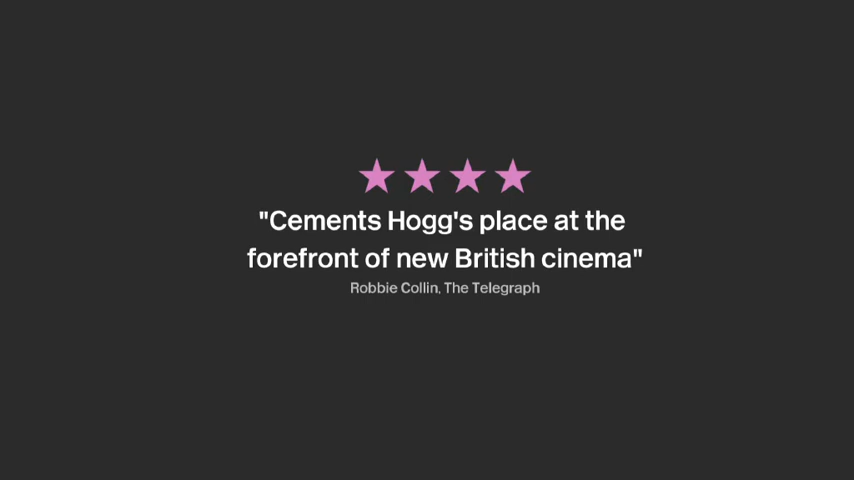 "Cements Hogg's place at the
forefront of new British cinema"
Robbie Collin, The Telegraph